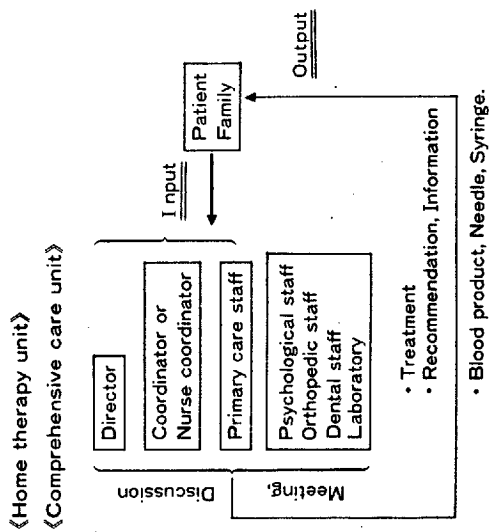 《Home therapy unit》
《Comprehensive care unit》
Director
Coordinator or
Nurse coordinator
Primary care staff
Psychological staff
Orthopedic staff
Dental staff
Laboratory
Meeting,
Discussion
Input
Patient
Family
Output
• Treatment
• Recommendation, Information
• Blood product, Needle, Syringe.